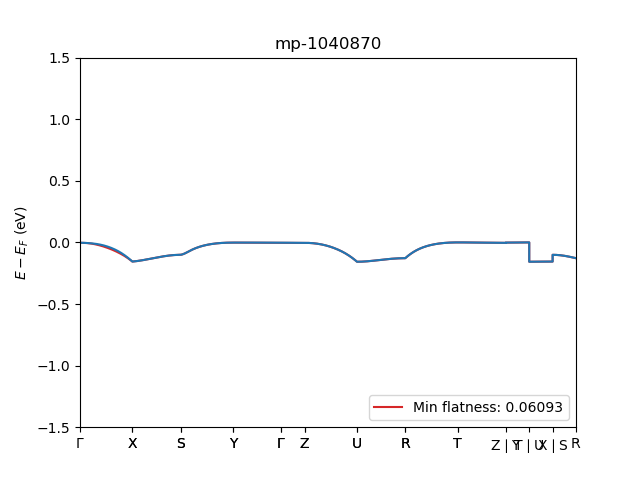 mp-1040870
E − E_F (eV)
1.5
1.0
0.5
0.0
−0.5
−1.0
−1.5
Min flatness: 0.06093
Γ X S Y Γ Z U R T Z | Y T | U X | S R